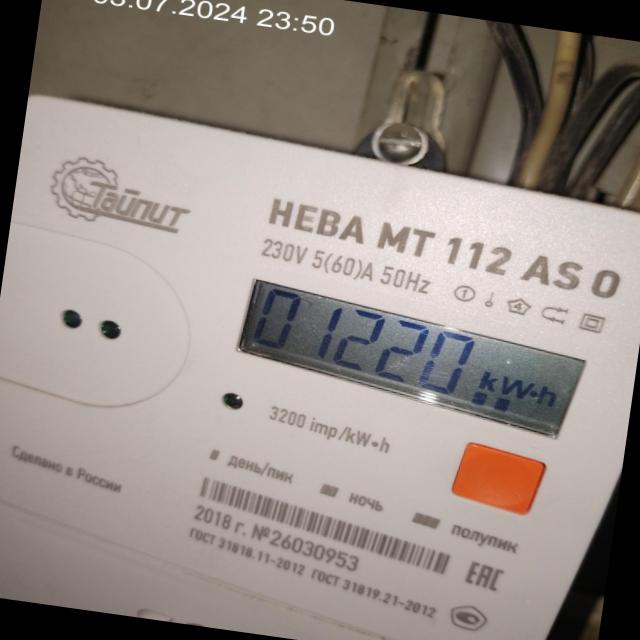 .07.2024 23:50
Тайпит
НЕВА МТ 112 AS O
230V 5(60)A 50Hz
01220 kW·h
3200 imp/kW•h
день/пик
ночь
полупик
Сделано в России
2018 г. №26030953
ГОСТ 31818.11-2012 ГОСТ 31819.21-2012
EAC